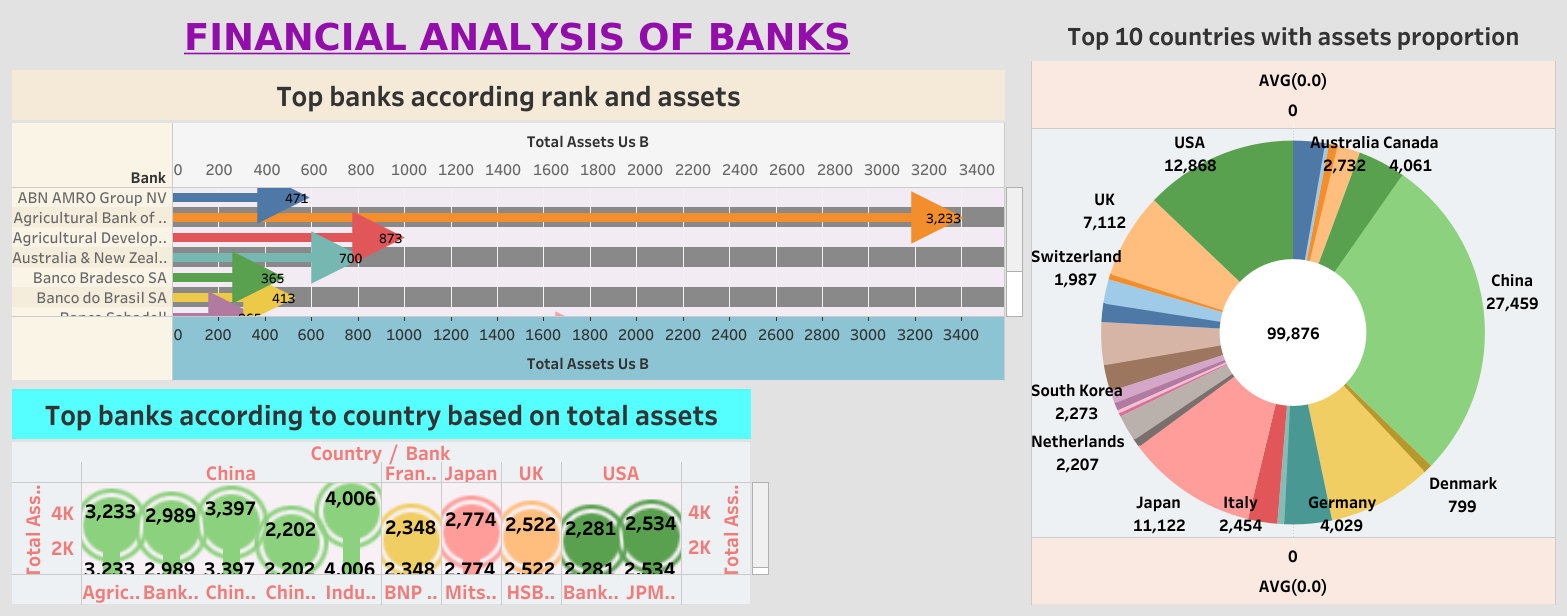 FINANCIAL ANALYSIS OF BANKS
Top banks according rank and assets
Total Assets Us B
Bank
0 200 400 600 800 1000 1200 1400 1600 1800 2000 2200 2400 2600 2800 3000 3200 3400
ABN AMRO Group NV 471
Agricultural Bank of .. 3,233
Agricultural Develop.. 873
Australia & New Zeal.. 700
Banco Bradesco SA 365
Banco do Brasil SA 413
0 200 400 600 800 1000 1200 1400 1600 1800 2000 2200 2400 2600 2800 3000 3200 3400
Total Assets Us B
Top banks according to country based on total assets
Country / Bank
China Fran.. Japan UK USA
Total Ass..
4K
2K
3,233 2,989 3,397 2,202 4,006 2,348 2,774 2,522 2,281 2,534
3,233 2,989 3,397 2,202 4,006 2,348 2,774 2,522 2,281 2,534
4K
2K
Total Ass..
Agric.. Bank.. Chin.. Chin.. Indu.. BNP .. Mits.. HSB.. Bank.. JPM..
Top 10 countries with assets proportion
AVG(0.0)
0
USA
12,868
Australia
2,732
Canada
4,061
UK
7,112
Switzerland
1,987
China
27,459
99,876
South Korea
2,273
Netherlands
2,207
Denmark
799
Japan
11,122
Italy
2,454
Germany
4,029
0
AVG(0.0)